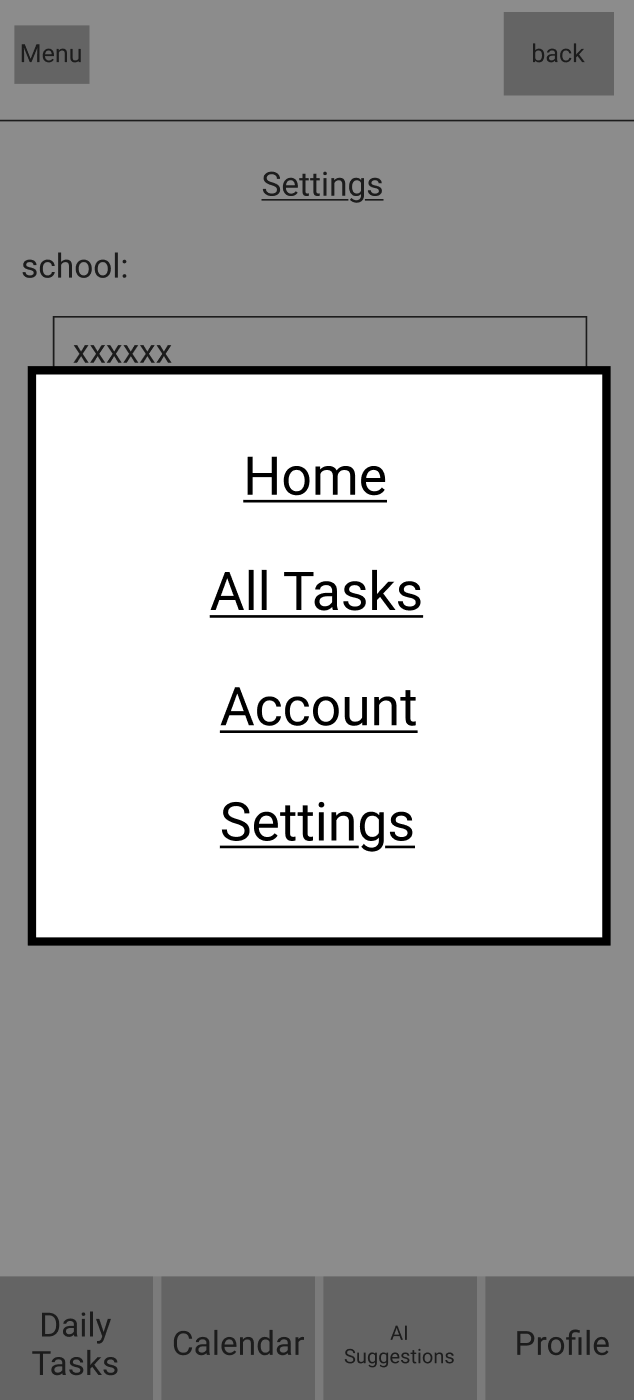 Menu
back
Settings
school:
xxxxxx
Home
All Tasks
Account
Settings
Daily
Tasks
Calendar
AI
Suggestions
Profile